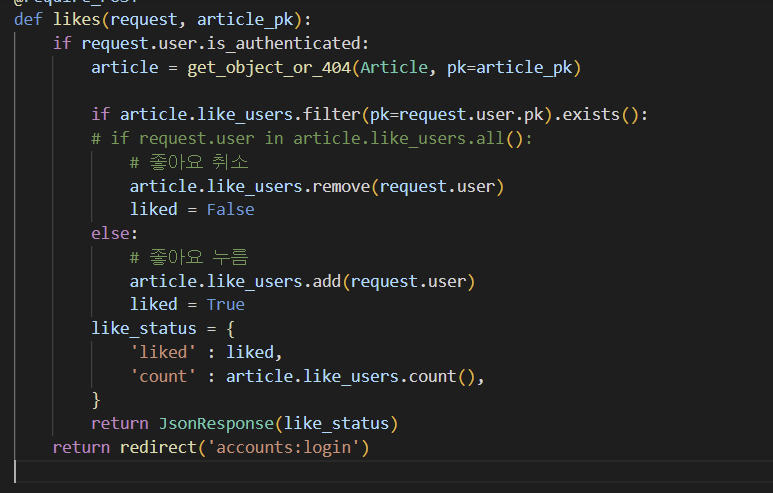 @require_POST
def likes(request, article_pk):
    if request.user.is_authenticated:
        article = get_object_or_404(Article, pk=article_pk)

        if article.like_users.filter(pk=request.user.pk).exists():
        # if request.user in article.like_users.all():
            # 좋아요 취소
            article.like_users.remove(request.user)
            liked = False
        else:
            # 좋아요 누름
            article.like_users.add(request.user)
            liked = True
        like_status = {
            'liked' : liked,
            'count' : article.like_users.count(),
        }
        return JsonResponse(like_status)
    return redirect('accounts:login')